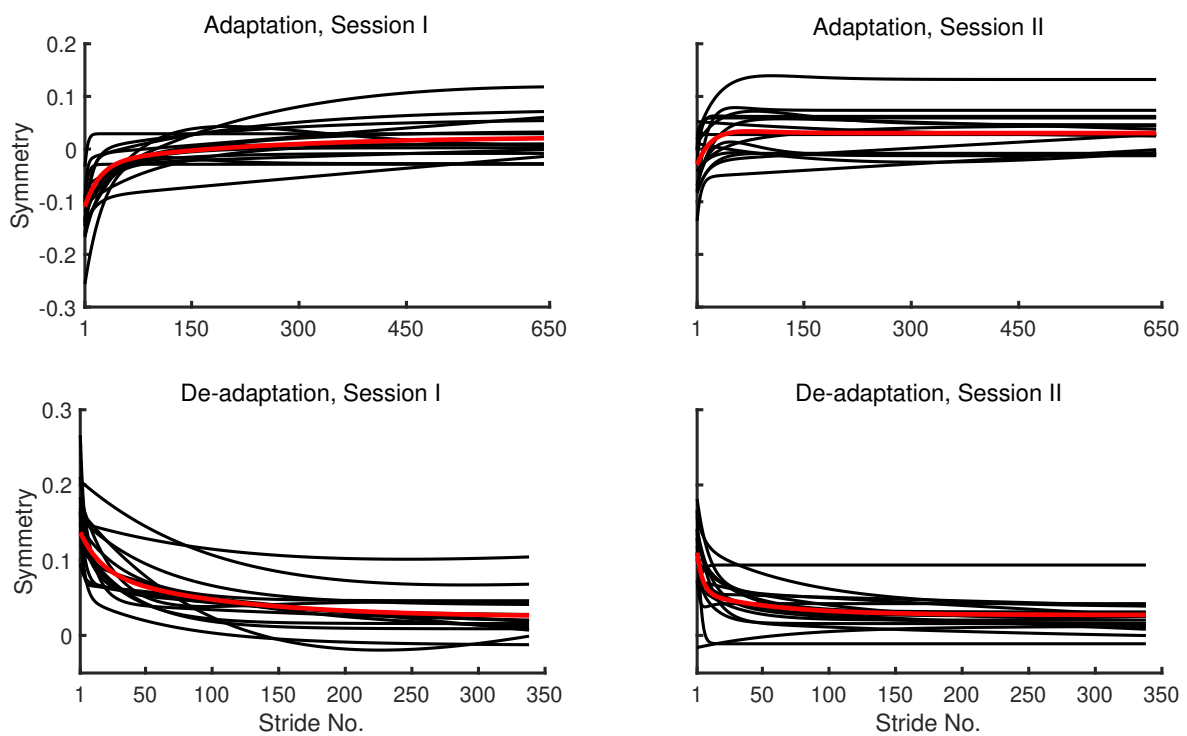 Adaptation, Session I
Symmetry
0.2
0.1
0
-0.1
-0.2
-0.3
1 150 300 450 650
Adaptation, Session II
1 150 300 450 650
De-adaptation, Session I
Symmetry
0.3
0.2
0.1
0
1 50 100 150 200 250 300 350
Stride No.
De-adaptation, Session II
1 50 100 150 200 250 300 350
Stride No.